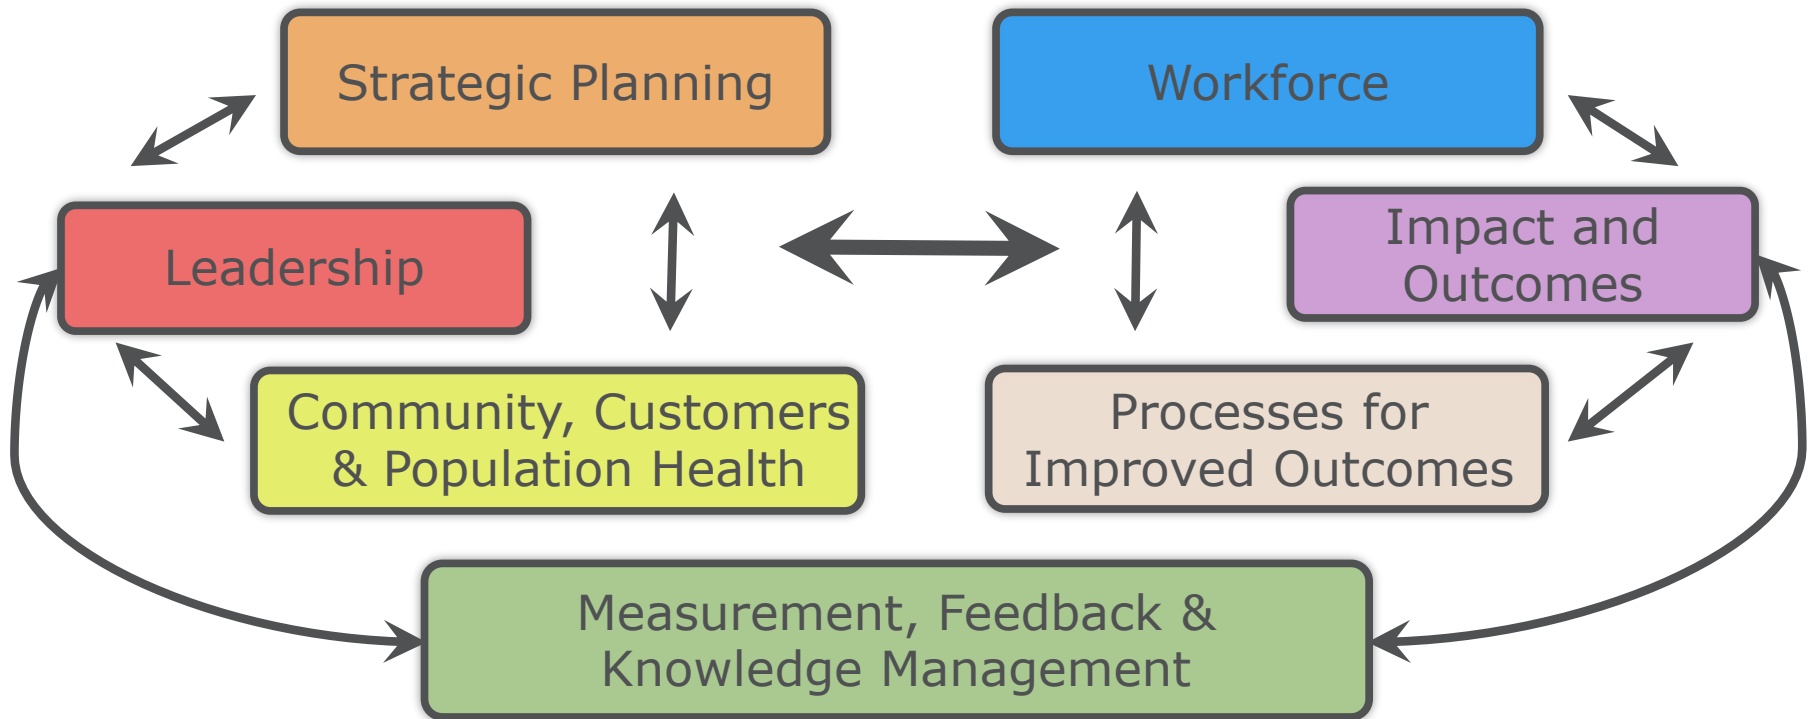 Strategic Planning
Workforce
Leadership
Impact and
Outcomes
Community, Customers
& Population Health
Processes for
Improved Outcomes
Measurement, Feedback &
Knowledge Management